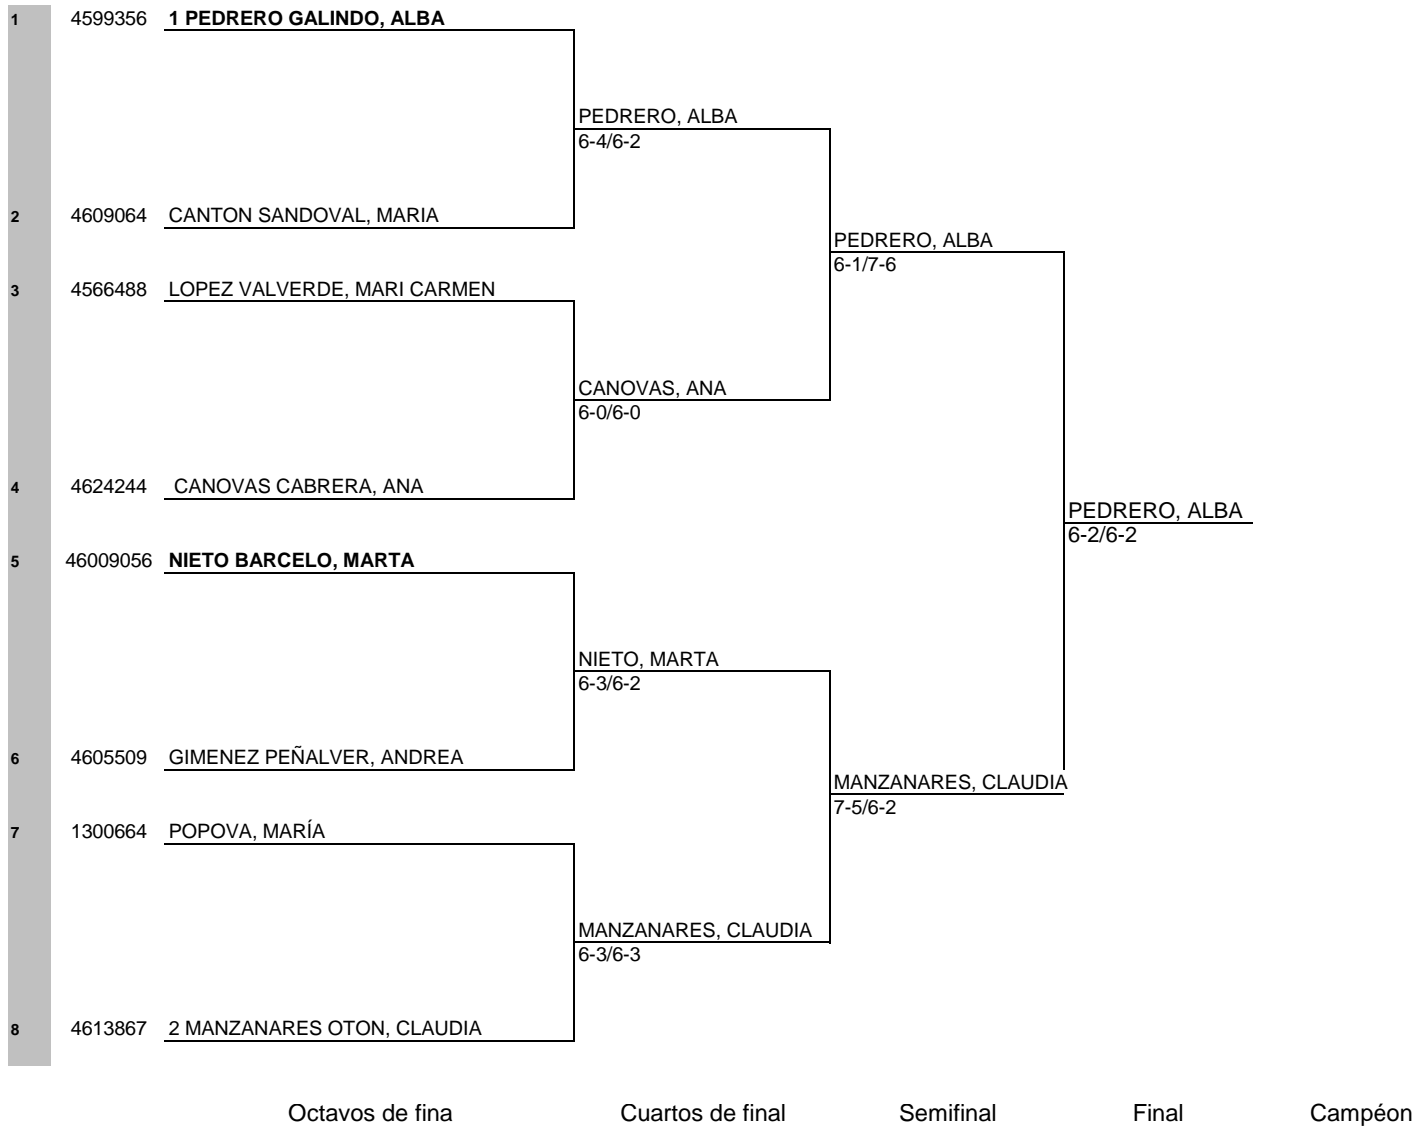 1 4599356 1 PEDRERO GALINDO, ALBA
PEDRERO, ALBA
6-4/6-2
2 4609064 CANTON SANDOVAL, MARIA
PEDRERO, ALBA
6-1/7-6
3 4566488 LOPEZ VALVERDE, MARI CARMEN
CANOVAS, ANA
6-0/6-0
4 4624244 CANOVAS CABRERA, ANA
PEDRERO, ALBA
6-2/6-2
5 46009056 NIETO BARCELO, MARTA
NIETO, MARTA
6-3/6-2
6 4605509 GIMENEZ PEÑALVER, ANDREA
MANZANARES, CLAUDIA
7-5/6-2
7 1300664 POPOVA, MARÍA
MANZANARES, CLAUDIA
6-3/6-3
8 4613867 2 MANZANARES OTON, CLAUDIA
Octavos de fina Cuartos de final Semifinal Final Campéon